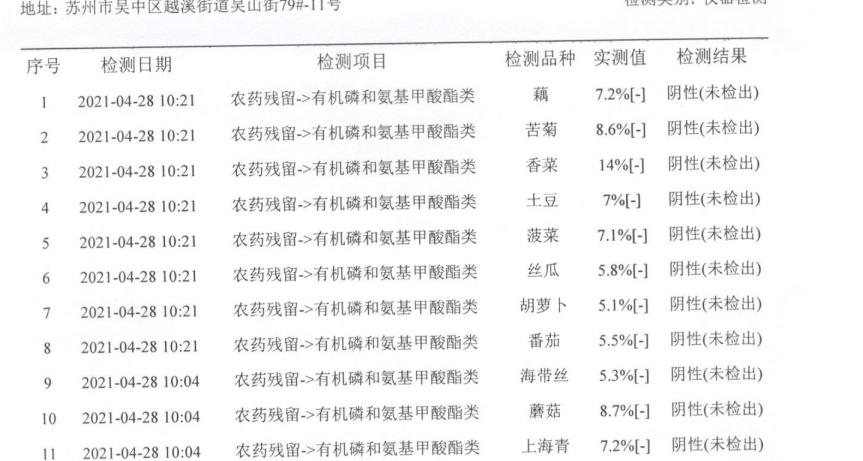 地址：苏州市吴中区越溪街道吴山街79#-11号 检测类别：仪器检测
序号 检测日期 检测项目 检测品种 实测值 检测结果
1 2021-04-28 10:21 农药残留->有机磷和氨基甲酸酯类 藕 7.2%[-] 阴性(未检出)
2 2021-04-28 10:21 农药残留->有机磷和氨基甲酸酯类 苦菊 8.6%[-] 阴性(未检出)
3 2021-04-28 10:21 农药残留->有机磷和氨基甲酸酯类 香菜 14%[-] 阴性(未检出)
4 2021-04-28 10:21 农药残留->有机磷和氨基甲酸酯类 土豆 7%[-] 阴性(未检出)
5 2021-04-28 10:21 农药残留->有机磷和氨基甲酸酯类 菠菜 7.1%[-] 阴性(未检出)
6 2021-04-28 10:21 农药残留->有机磷和氨基甲酸酯类 丝瓜 5.8%[-] 阴性(未检出)
7 2021-04-28 10:21 农药残留->有机磷和氨基甲酸酯类 胡萝卜 5.1%[-] 阴性(未检出)
8 2021-04-28 10:21 农药残留->有机磷和氨基甲酸酯类 番茄 5.5%[-] 阴性(未检出)
9 2021-04-28 10:04 农药残留->有机磷和氨基甲酸酯类 海带丝 5.3%[-] 阴性(未检出)
10 2021-04-28 10:04 农药残留->有机磷和氨基甲酸酯类 蘑菇 8.7%[-] 阴性(未检出)
11 2021-04-28 10:04 农药残留->有机磷和氨基甲酸酯类 上海青 7.2%[-] 阴性(未检出)